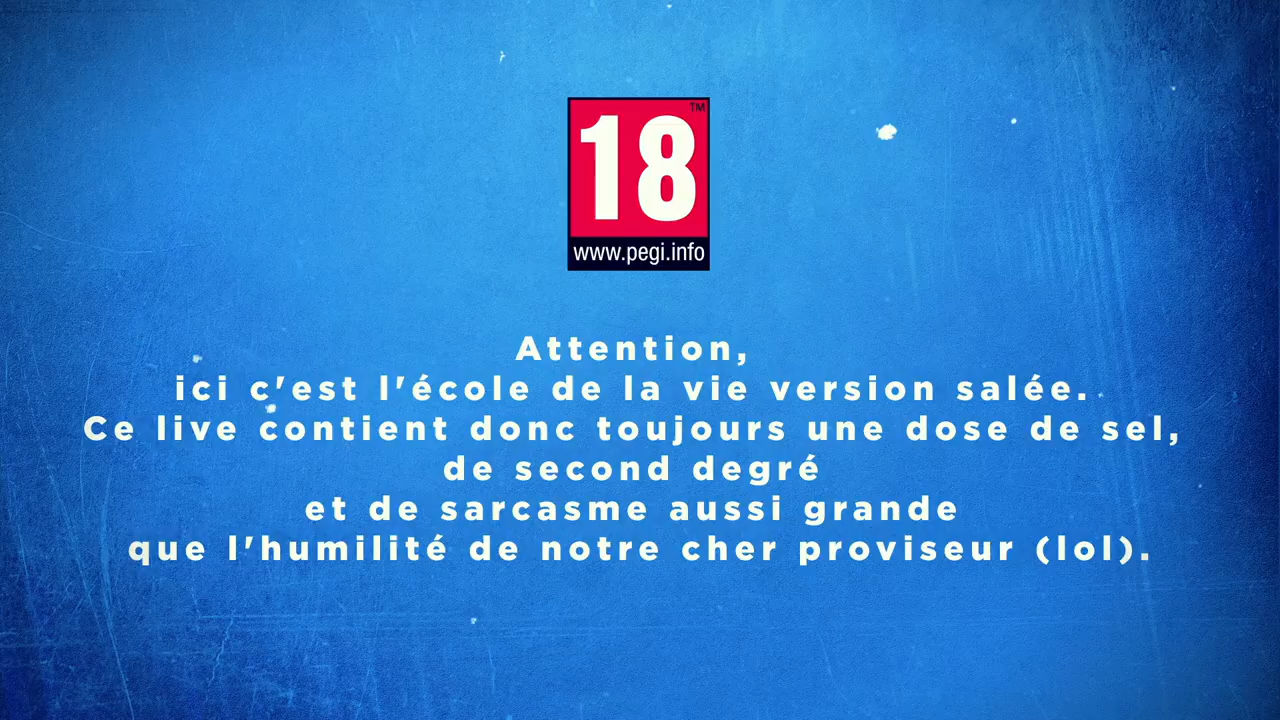 TM
18
www.pegi.info
Attention,
ici c'est l'école de la vie version salée.
Ce live contient donc toujours une dose de sel,
de second degré
et de sarcasme aussi grande
que l'humilité de notre cher proviseur (lol).